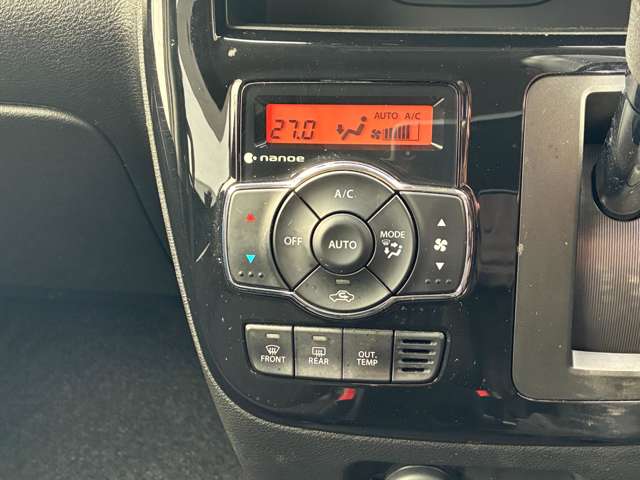 AUTO A/C
27.0
nanoe
A/C
OFF
AUTO
MODE
FRONT
REAR
OUT.
TEMP